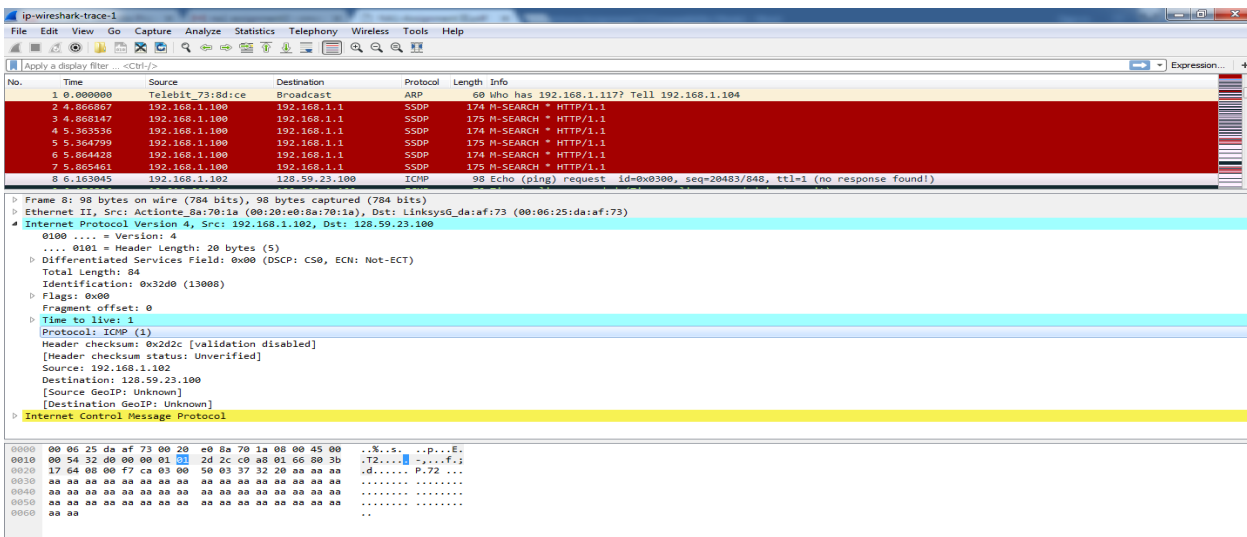 ip-wireshark-trace-1
File Edit View Go Capture Analyze Statistics Telephony Wireless Tools Help
Apply a display filter ... <Ctrl-/> Expression... +
No. Time Source Destination Protocol Length Info
1 0.000000 Telebit_73:8d:ce Broadcast ARP 60 Who has 192.168.1.117? Tell 192.168.1.104
2 4.866867 192.168.1.100 192.168.1.1 SSDP 174 M-SEARCH * HTTP/1.1
3 4.868147 192.168.1.100 192.168.1.1 SSDP 175 M-SEARCH * HTTP/1.1
4 5.363536 192.168.1.100 192.168.1.1 SSDP 174 M-SEARCH * HTTP/1.1
5 5.364799 192.168.1.100 192.168.1.1 SSDP 175 M-SEARCH * HTTP/1.1
6 5.864428 192.168.1.100 192.168.1.1 SSDP 174 M-SEARCH * HTTP/1.1
7 5.865461 192.168.1.100 192.168.1.1 SSDP 175 M-SEARCH * HTTP/1.1
8 6.163045 192.168.1.102 128.59.23.100 ICMP 98 Echo (ping) request id=0x0300, seq=20483/848, ttl=1 (no response found!)
Frame 8: 98 bytes on wire (784 bits), 98 bytes captured (784 bits)
Ethernet II, Src: Actionte_8a:70:1a (00:20:e0:8a:70:1a), Dst: LinksysG_da:af:73 (00:06:25:da:af:73)
Internet Protocol Version 4, Src: 192.168.1.102, Dst: 128.59.23.100
0100 .... = Version: 4
.... 0101 = Header Length: 20 bytes (5)
Differentiated Services Field: 0x00 (DSCP: CS0, ECN: Not-ECT)
Total Length: 84
Identification: 0x32d0 (13008)
Flags: 0x00
Fragment offset: 0
Time to live: 1
Protocol: ICMP (1)
Header checksum: 0x2d2c [validation disabled]
[Header checksum status: Unverified]
Source: 192.168.1.102
Destination: 128.59.23.100
[Source GeoIP: Unknown]
[Destination GeoIP: Unknown]
Internet Control Message Protocol
0000 00 06 25 da af 73 00 20 e0 8a 70 1a 08 00 45 00 ..%..s. ..p...E.
0010 00 54 32 d0 00 00 01 01 2d 2c c0 a8 01 66 80 3b .T2..... -,...f.;
0020 17 64 08 00 f7 ca 03 00 50 03 37 32 20 aa aa aa .d...... P.72 ...
0030 aa aa aa aa aa aa aa aa aa aa aa aa aa aa aa aa ........ ........
0040 aa aa aa aa aa aa aa aa aa aa aa aa aa aa aa aa ........ ........
0050 aa aa aa aa aa aa aa aa aa aa aa aa aa aa aa aa ........ ........
0060 aa aa ..